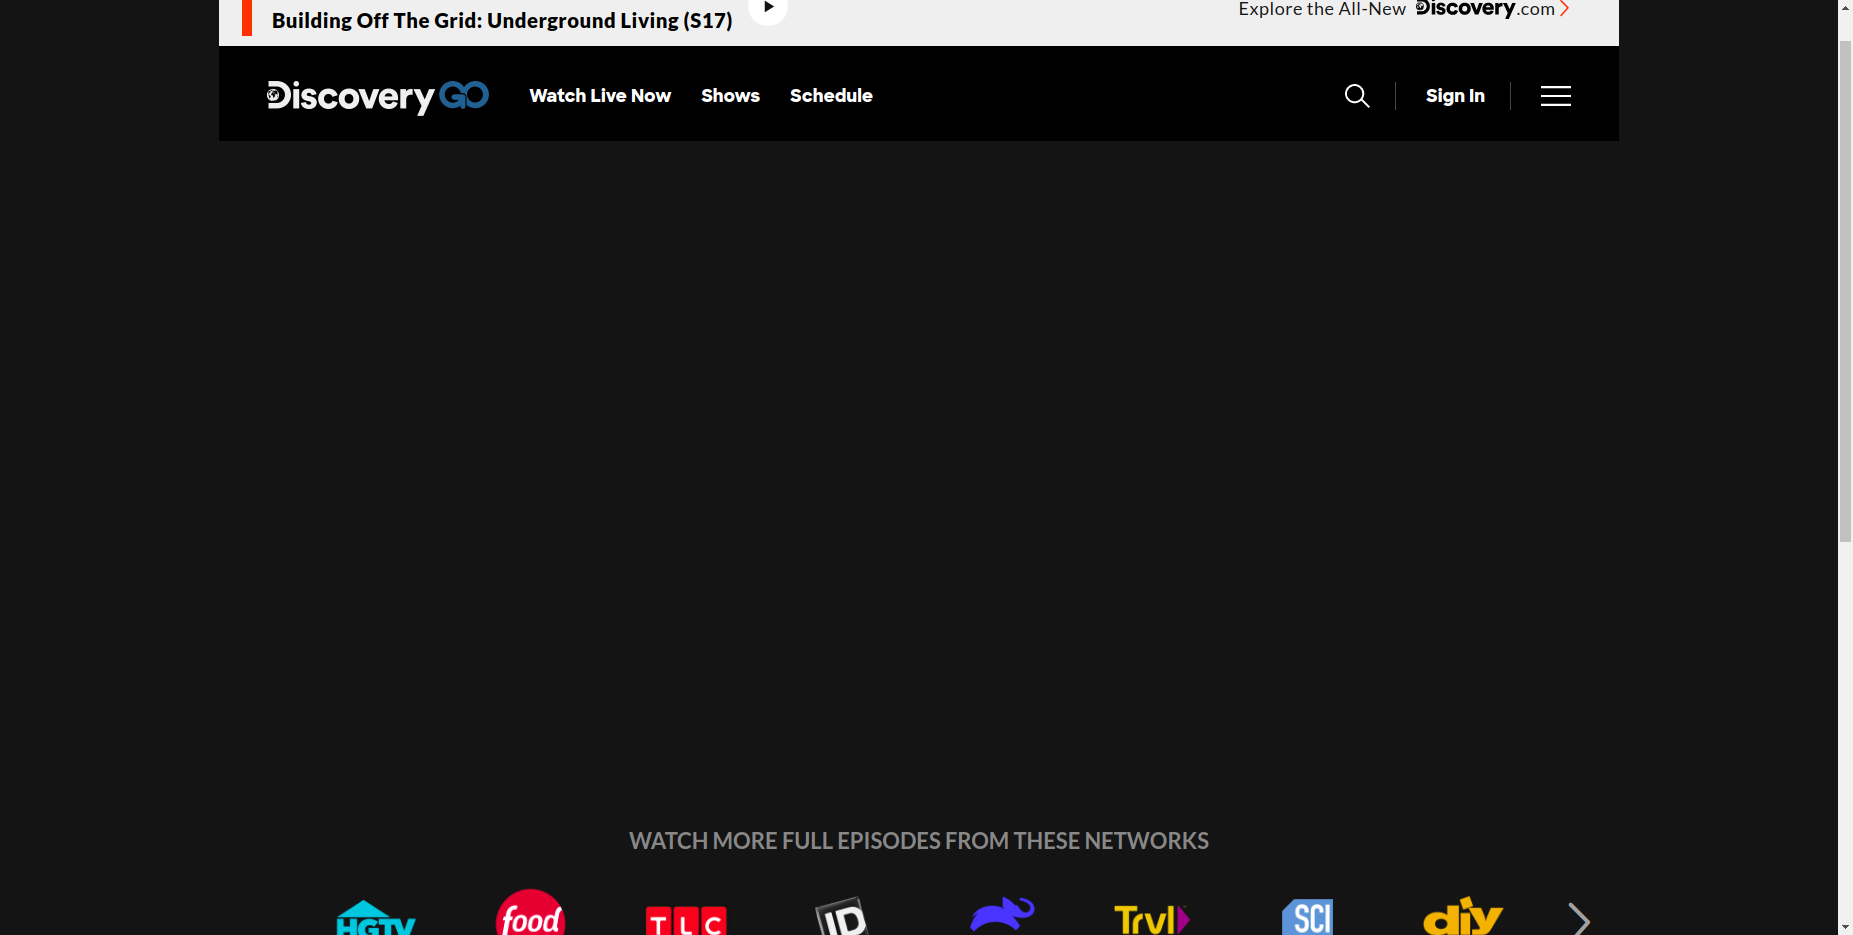 Building Off The Grid: Underground Living (S17)
Explore the All-New Discovery.com
Discovery GO
Watch Live Now
Shows
Schedule
Sign In
WATCH MORE FULL EPISODES FROM THESE NETWORKS
HGTV
food
TLC
ID
Trvl
SCI
diy